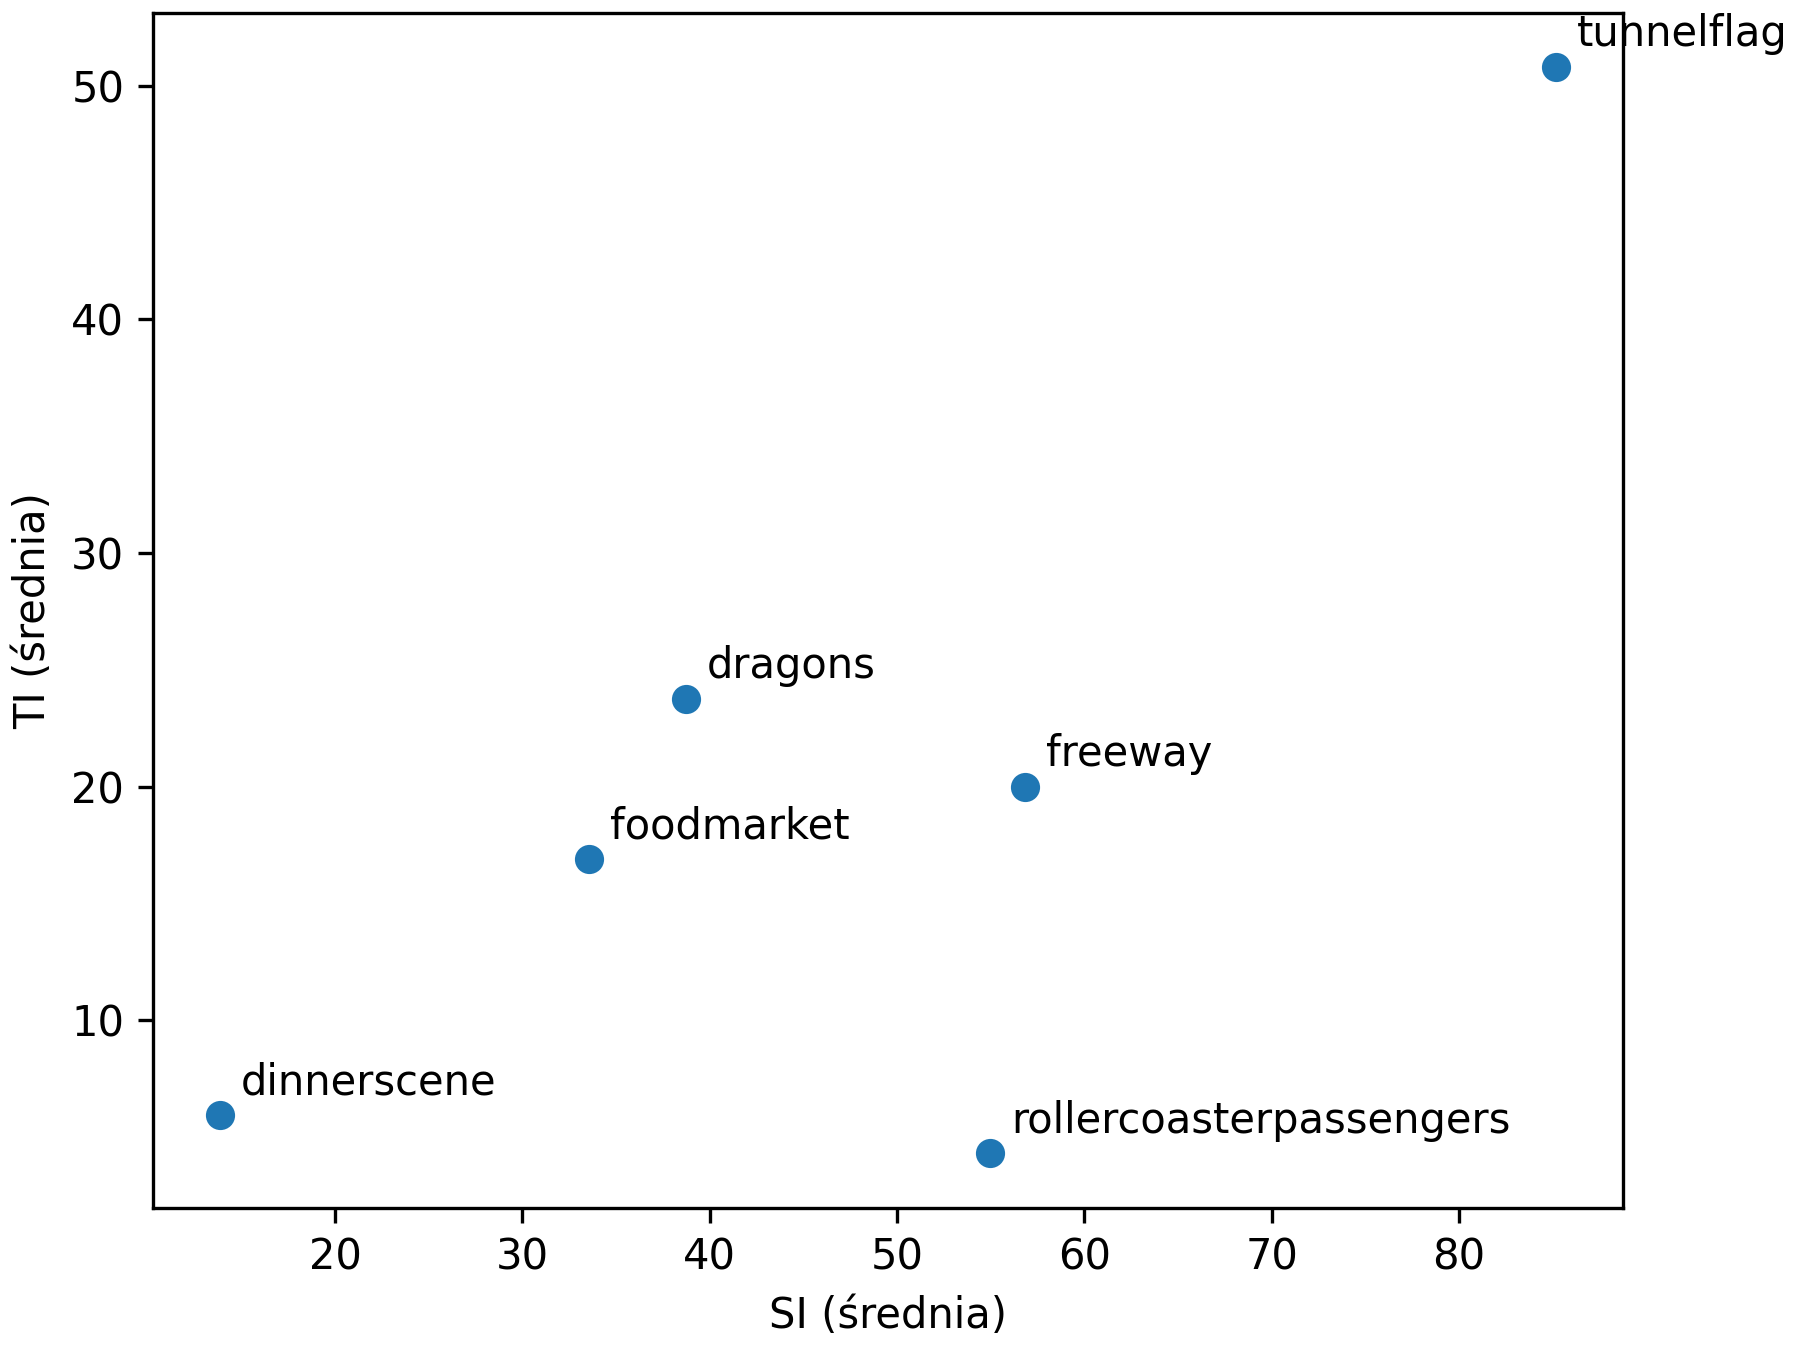 tunnelflag
50
40
30
dragons
freeway
20
foodmarket
10
dinnerscene
rollercoasterpassengers
TI (średnia)
20 30 40 50 60 70 80
SI (średnia)